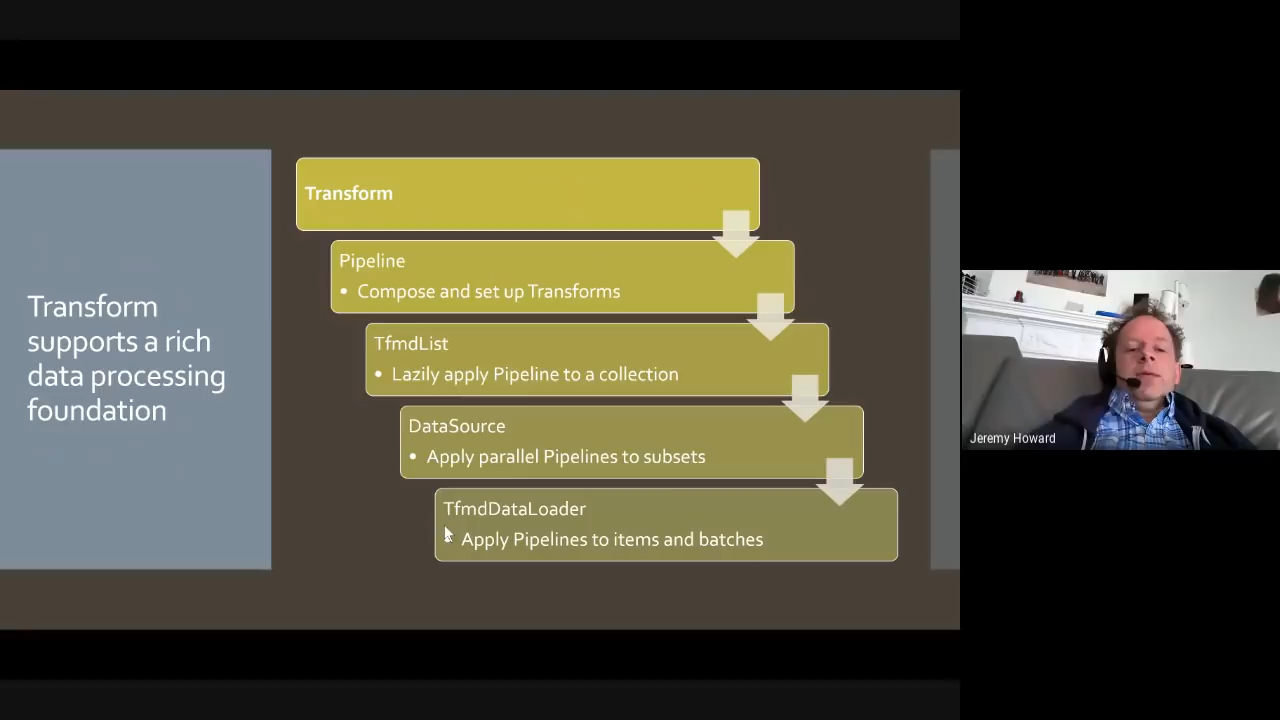 Transform
supports a rich
data processing
foundation
Transform
Pipeline
• Compose and set up Transforms
TfmdList
• Lazily apply Pipeline to a collection
DataSource
• Apply parallel Pipelines to subsets
TfmdDataLoader
Apply Pipelines to items and batches
Jeremy Howard